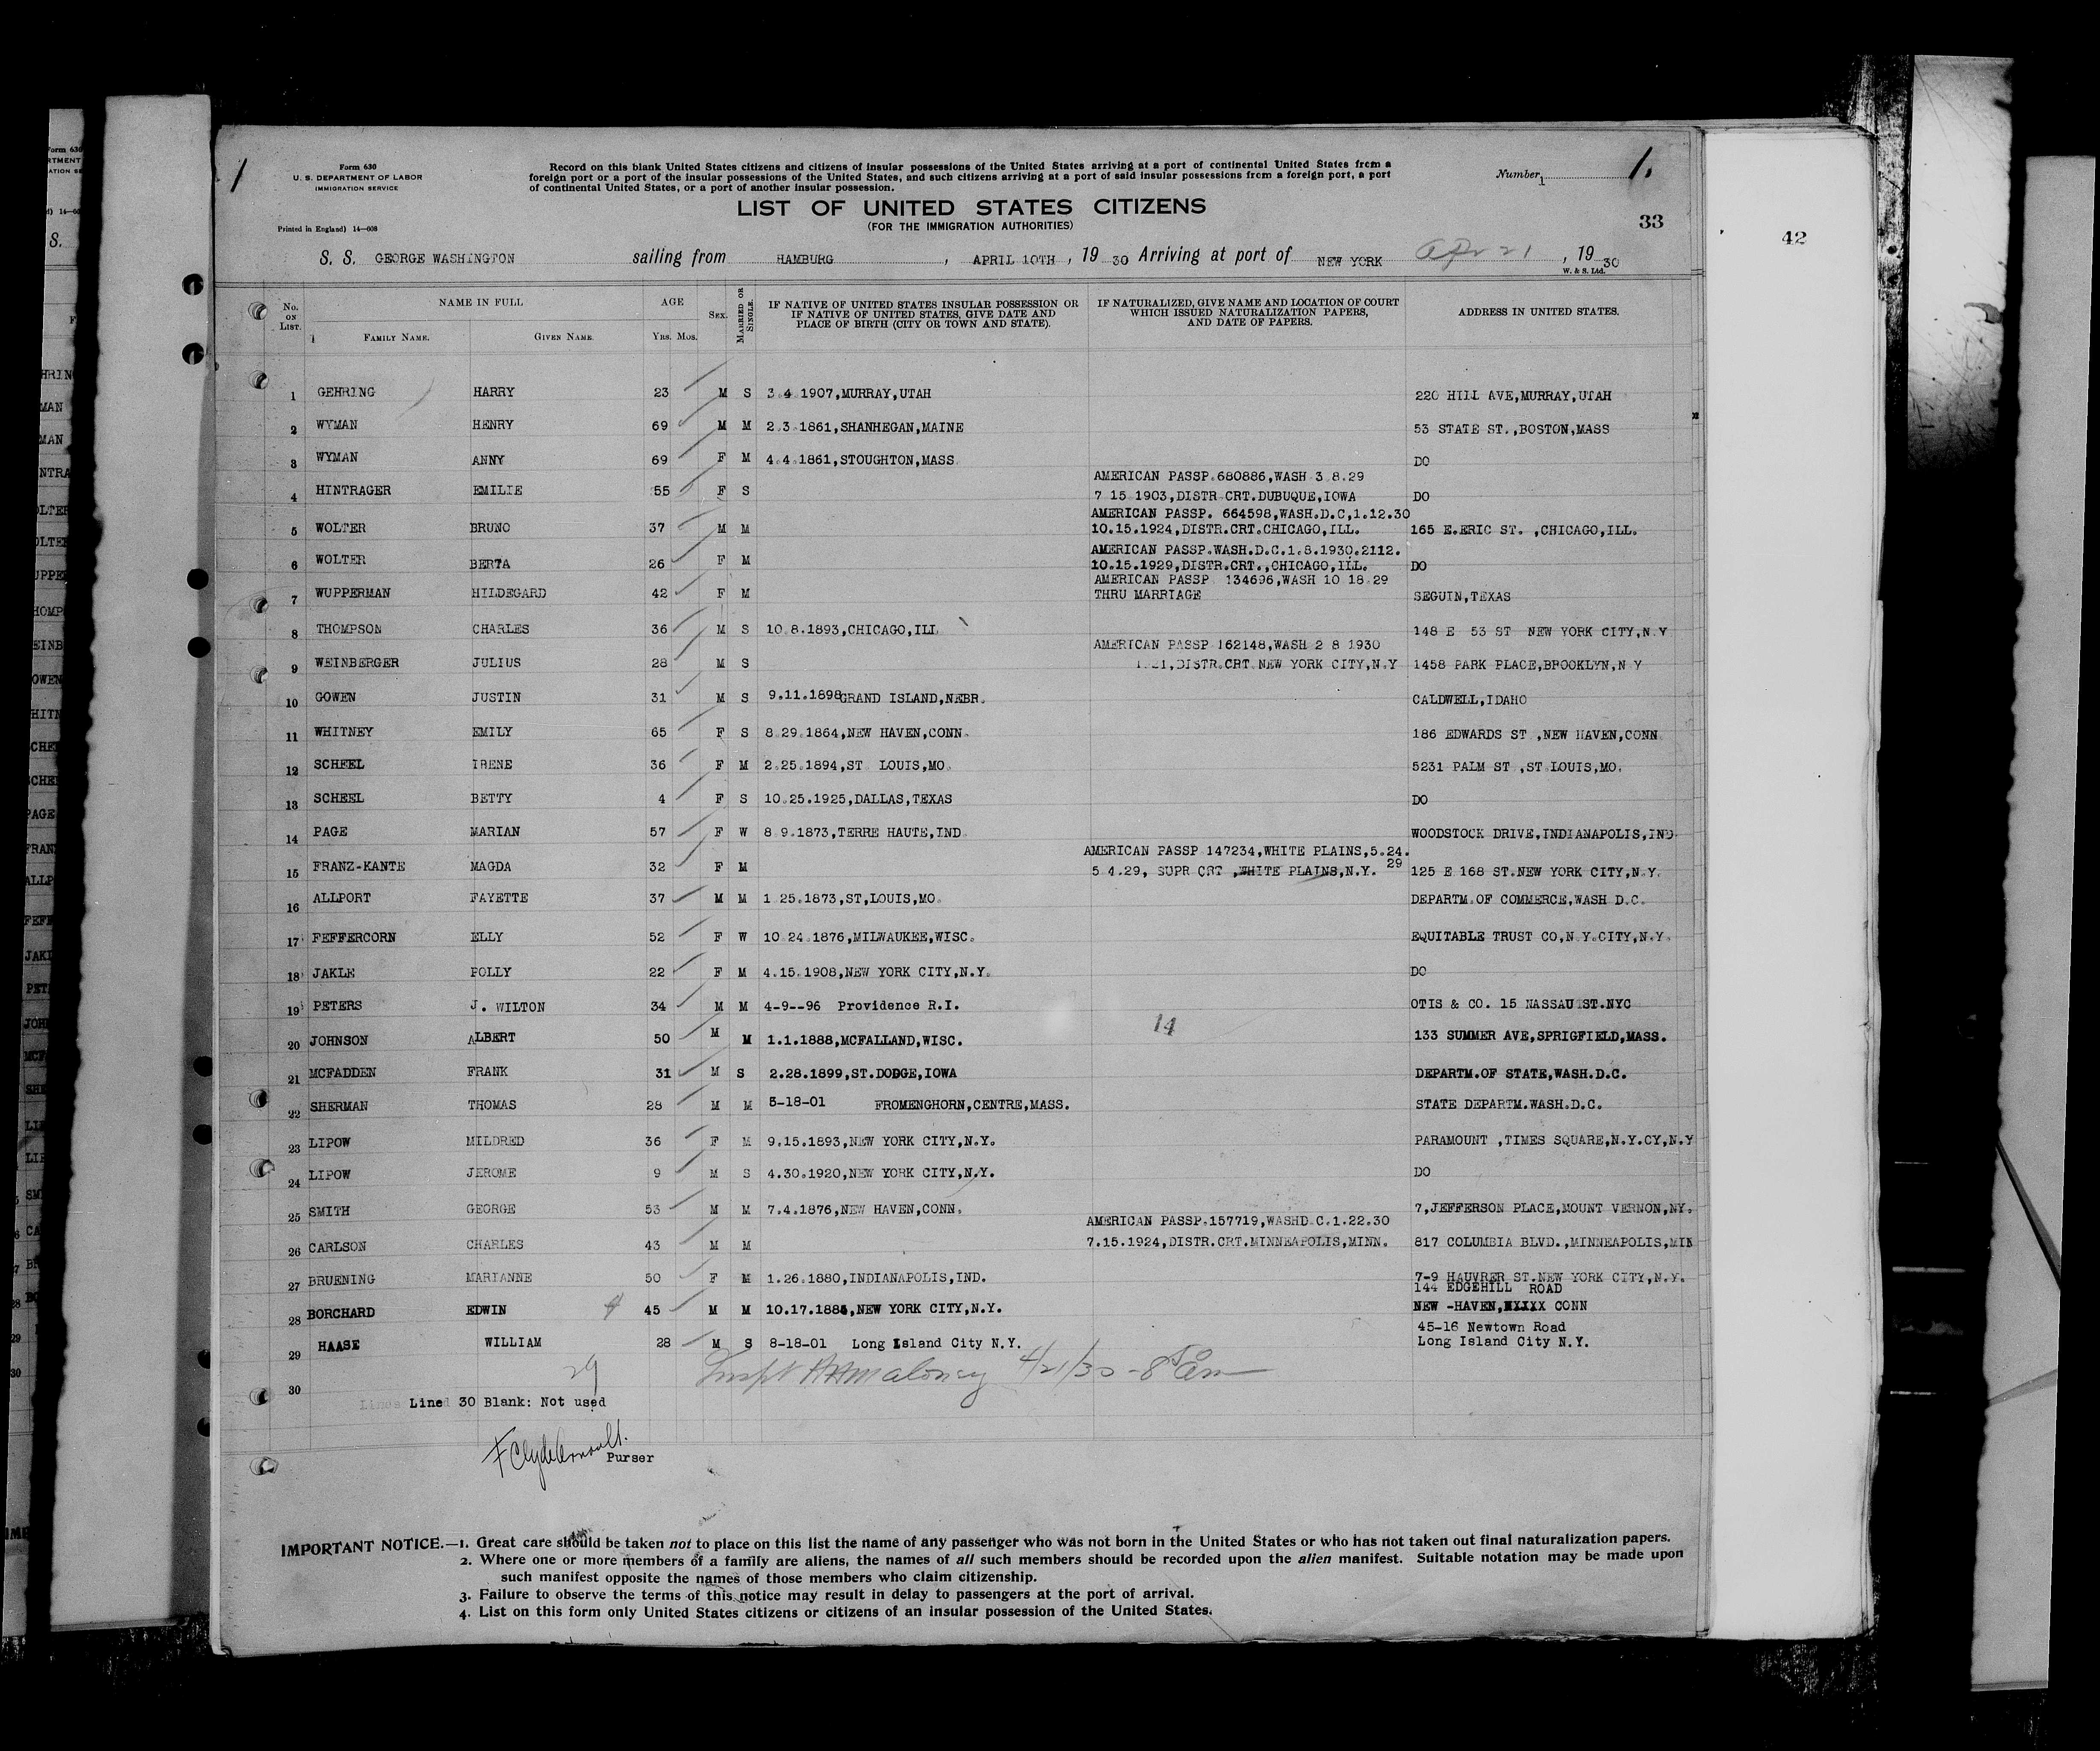 1
Form 630
U. S. DEPARTMENT OF LABOR
IMMIGRATION SERVICE
Printed in England) 14—608
Record on this blank United States citizens and citizens of insular possessions of the United States arriving at a port of continental United States from a
foreign port or a port of the insular possessions of the United States, and such citizens arriving at a port of said insular possessions from a foreign port, a port
of continental United States, or a port of another insular possession.
Number 1 1.
LIST OF UNITED STATES CITIZENS
(FOR THE IMMIGRATION AUTHORITIES)
33
42
S. S. GEORGE WASHINGTON sailing from HAMBURG, APRIL 10TH, 19 30 Arriving at port of NEW YORK Apr 21, 19 30
W. & S. Ltd.
No. ON LIST. NAME IN FULL AGE SEX. MARRIED OR SINGLE. IF NATIVE OF UNITED STATES INSULAR POSSESSION OR IF NATIVE OF UNITED STATES, GIVE DATE AND PLACE OF BIRTH (CITY OR TOWN AND STATE). IF NATURALIZED, GIVE NAME AND LOCATION OF COURT WHICH ISSUED NATURALIZATION PAPERS, AND DATE OF PAPERS. ADDRESS IN UNITED STATES.
FAMILY NAME. GIVEN NAME. YRS. MOS.
1 GEHRING HARRY 23 M S 3.4 1907,MURRAY,UTAH 220 HILL AVE,MURRAY,UTAH
2 WYMAN HENRY 69 M M 2.3.1861,SHANHEGAN,MAINE 53 STATE ST.,BOSTON,MASS
3 WYMAN ANNY 69 F M 4.4.1861,STOUGHTON,MASS. DO
AMERICAN PASSP.680886,WASH 3 8.29
4 HINTRAGER EMILIE 55 F S 7 15 1903,DISTR CRT.DUBUQUE,IOWA DO
AMERICAN PASSP. 664598,WASH.D.C,1.12.30
5 WOLTER BRUNO 37 M M 10.15.1924,DISTR.CRT.CHICAGO,ILL. 165 E.ERIC ST. ,CHICAGO,ILL.
AMERICAN PASSP.WASH.D.C.1.8.1930.2112.
6 WOLTER BERTA 26 F M 10.15.1929,DISTR.CRT.,CHICAGO,ILL. DO
AMERICAN PASSP 134696,WASH 10 18.29
7 WUPPERMAN HILDEGARD 42 F M THRU MARRIAGE SEGUIN,TEXAS
8 THOMPSON CHARLES 36 M S 10.8.1893,CHICAGO,ILL 148 E 53 ST NEW YORK CITY,N.Y
AMERICAN PASSP 162148,WASH 2 8 1930
9 WEINBERGER JULIUS 28 M S DISTR.CRT NEW YORK CITY,N.Y 1458 PARK PLACE,BROOKLYN,N Y
10 GOWEN JUSTIN 31 M S 9.11.1898GRAND ISLAND,NEBR. CALDWELL,IDAHO
11 WHITNEY EMILY 65 F S 8.29.1864,NEW HAVEN,CONN. 186 EDWARDS ST ,NEW HAVEN,CONN
12 SCHEEL IRENE 36 F M 2.25.1894,ST LOUIS,MO. 5231 PALM ST ,ST LOUIS,MO.
13 SCHEEL BETTY 4 F S 10.25.1925,DALLAS,TEXAS DO
14 PAGE MARIAN 57 F W 8 9.1873,TERRE HAUTE,IND. WOODSTOCK DRIVE,INDIANAPOLIS,IND.
AMERICAN PASSP 147234,WHITE PLAINS,5.24.
29
15 FRANZ-KANTE MAGDA 32 F M 5 4.29, SUPR CRT ,WHITE PLAINS,N.Y. 125 E 168 ST.NEW YORK CITY,N.Y.
16 ALLPORT FAYETTE 37 M M 1 25.1873,ST,LOUIS,MO. DEPARTM.OF COMMERCE,WASH D.C.
17 FEFFERCORN ELLY 52 F W 10 24.1876,MILWAUKEE,WISC. EQUITABLE TRUST CO,N Y.CITY,N.Y.
18 JAKLE POLLY 22 F M 4.15.1908,NEW YORK CITY,N.Y. DO
19 PETERS J. WILTON 34 M M 4-9--96 Providence R.I. OTIS & CO. 15 NASSAU ST.NYC
14
20 JOHNSON ALBERT 50 M M 1.1.1888,MCFALLAND,WISC. 133 SUMMER AVE,SPRIGFIELD,MASS.
21 MCFADDEN FRANK 31 M S 2.28.1899,ST.DODGE,IOWA DEPARTM.OF STATE,WASH.D.C.
22 SHERMAN THOMAS 28 M M 5-18-01 FROMENGHORN,CENTRE,MASS. STATE DEPARTM.WASH.D.C.
23 LIPOW MILDRED 36 F M 9.15.1893,NEW YORK CITY,N.Y. PARAMOUNT ,TIMES SQUARE,N.Y.CY,N.Y
24 LIPOW JEROME 9 M S 4.30.1920,NEW YORK CITY,N.Y. DO
25 SMITH GEORGE 53 M M 7.4.1876,NEW HAVEN,CONN. 7,JEFFERSON PLACE,MOUNT VERNON,NY.
AMERICAN PASSP.157719,WASHD.C.1.22.30
26 CARLSON CHARLES 43 M M 7.15.1924,DISTR.CRT.MINNEAPOLIS,MINN. 817 COLUMBIA BLVD.,MINNEAPOLIS,MIN
27 BRUENING MARIANNE 50 F M 1.26.1880,INDIANAPOLIS,IND. 7-9 HAUVRER ST.NEW YORK CITY,N.Y.
144 EDGEHILL ROAD
28 BORCHARD EDWIN 4 45 M M 10.17.1884,NEW YORK CITY,N.Y. NEW -HAVEN, CONN
45-16 Newtown Road
29 HAASE WILLIAM 28 M S 8-18-01 Long Island City N.Y. Long Island City N.Y.
29 Inspt Maloney 4/21/30 - 8 50 am
30
Line 30 Blank: Not used
Purser
IMPORTANT NOTICE.—1. Great care should be taken not to place on this list the name of any passenger who was not born in the United States or who has not taken out final naturalization papers.
2. Where one or more members of a family are aliens, the names of all such members should be recorded upon the alien manifest. Suitable notation may be made upon
such manifest opposite the names of those members who claim citizenship.
3. Failure to observe the terms of this notice may result in delay to passengers at the port of arrival.
4. List on this form only United States citizens or citizens of an insular possession of the United States.